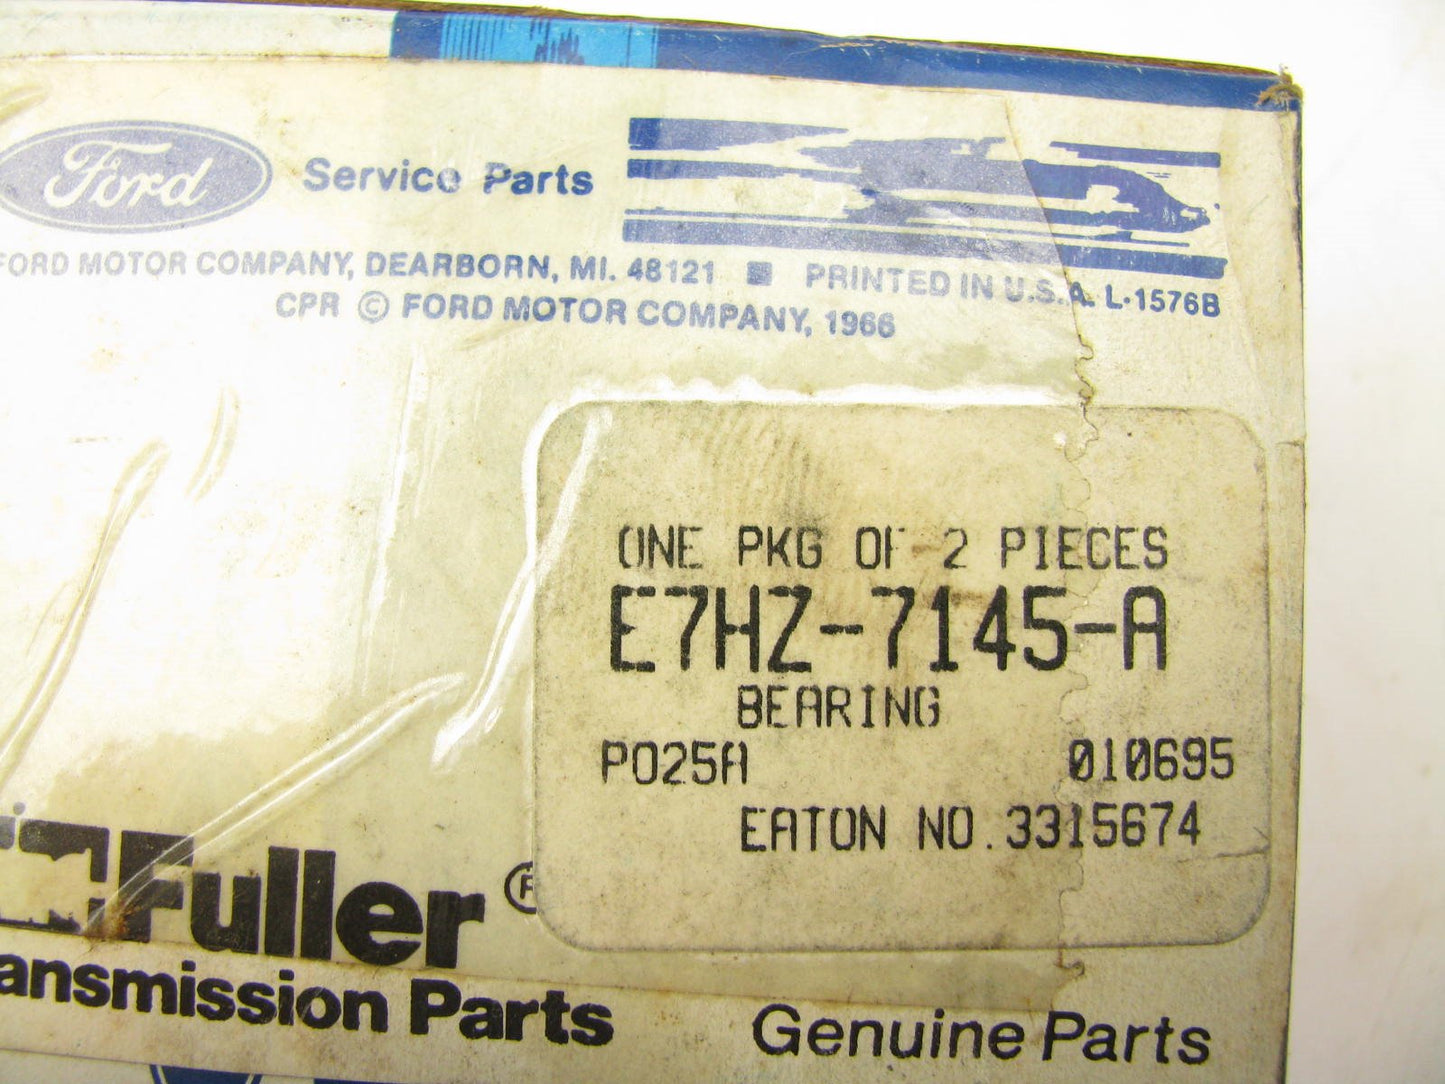 Ford Service Parts
FORD MOTOR COMPANY, DEARBORN, MI. 48121 ■ PRINTED IN U.S.A. L-1576B
CPR © FORD MOTOR COMPANY, 1966
ONE PKG OF 2 PIECES
E7HZ-7145-A
BEARING
P025A 010695
EATON NO.3315674
Fuller ®
ansmission Parts
Genuine Parts